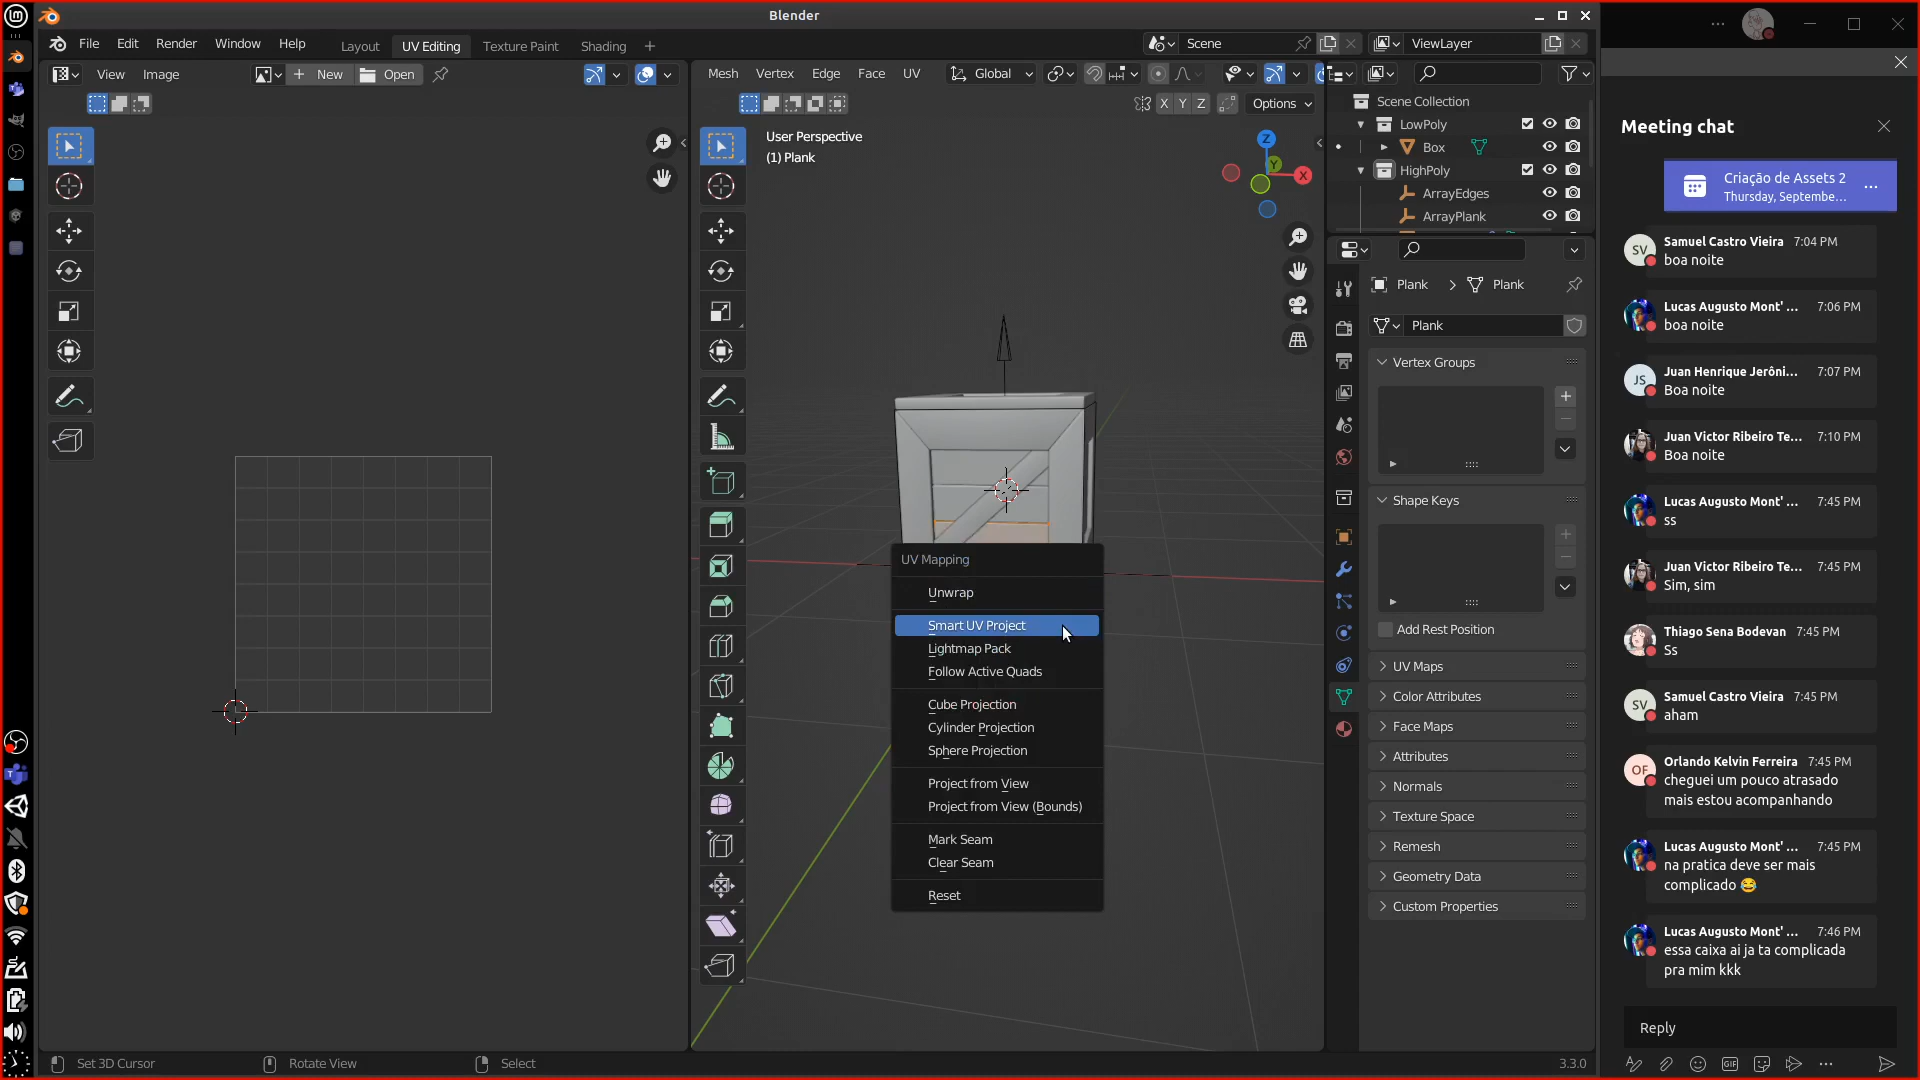 Blender
File Edit Render Window Help
Layout UV Editing Texture Paint Shading
Scene
ViewLayer
View Image
New
Open
Mesh Vertex Edge Face UV
Global
X Y Z
Options
User Perspective
(1) Plank
Z
Y
X
UV Mapping
Unwrap
Smart UV Project
Lightmap Pack
Follow Active Quads
Cube Projection
Cylinder Projection
Sphere Projection
Project from View
Project from View (Bounds)
Mark Seam
Clear Seam
Reset
Scene Collection
LowPoly
Box
HighPoly
ArrayEdges
ArrayPlank
Plank
Plank
Plank
Vertex Groups
Shape Keys
Add Rest Position
UV Maps
Color Attributes
Face Maps
Attributes
Normals
Texture Space
Remesh
Geometry Data
Custom Properties
Set 3D Cursor
Rotate View
Select
3.3.0
Meeting chat
Criação de Assets 2
Thursday, Septembe...
SV
Samuel Castro Vieira 7:04 PM
boa noite
Lucas Augusto Mont' ... 7:06 PM
boa noite
JS
Juan Henrique Jerôni... 7:07 PM
Boa noite
Juan Victor Ribeiro Te... 7:10 PM
Boa noite
Lucas Augusto Mont' ... 7:45 PM
ss
Juan Victor Ribeiro Te... 7:45 PM
Sim, sim
Thiago Sena Bodevan 7:45 PM
Ss
SV
Samuel Castro Vieira 7:45 PM
aham
OF
Orlando Kelvin Ferreira 7:45 PM
cheguei um pouco atrasado
mais estou acompanhando
Lucas Augusto Mont' ... 7:45 PM
na pratica deve ser mais
complicado 😂
Lucas Augusto Mont' ... 7:46 PM
essa caixa ai ja ta complicada
pra mim kkk
Reply
GIF